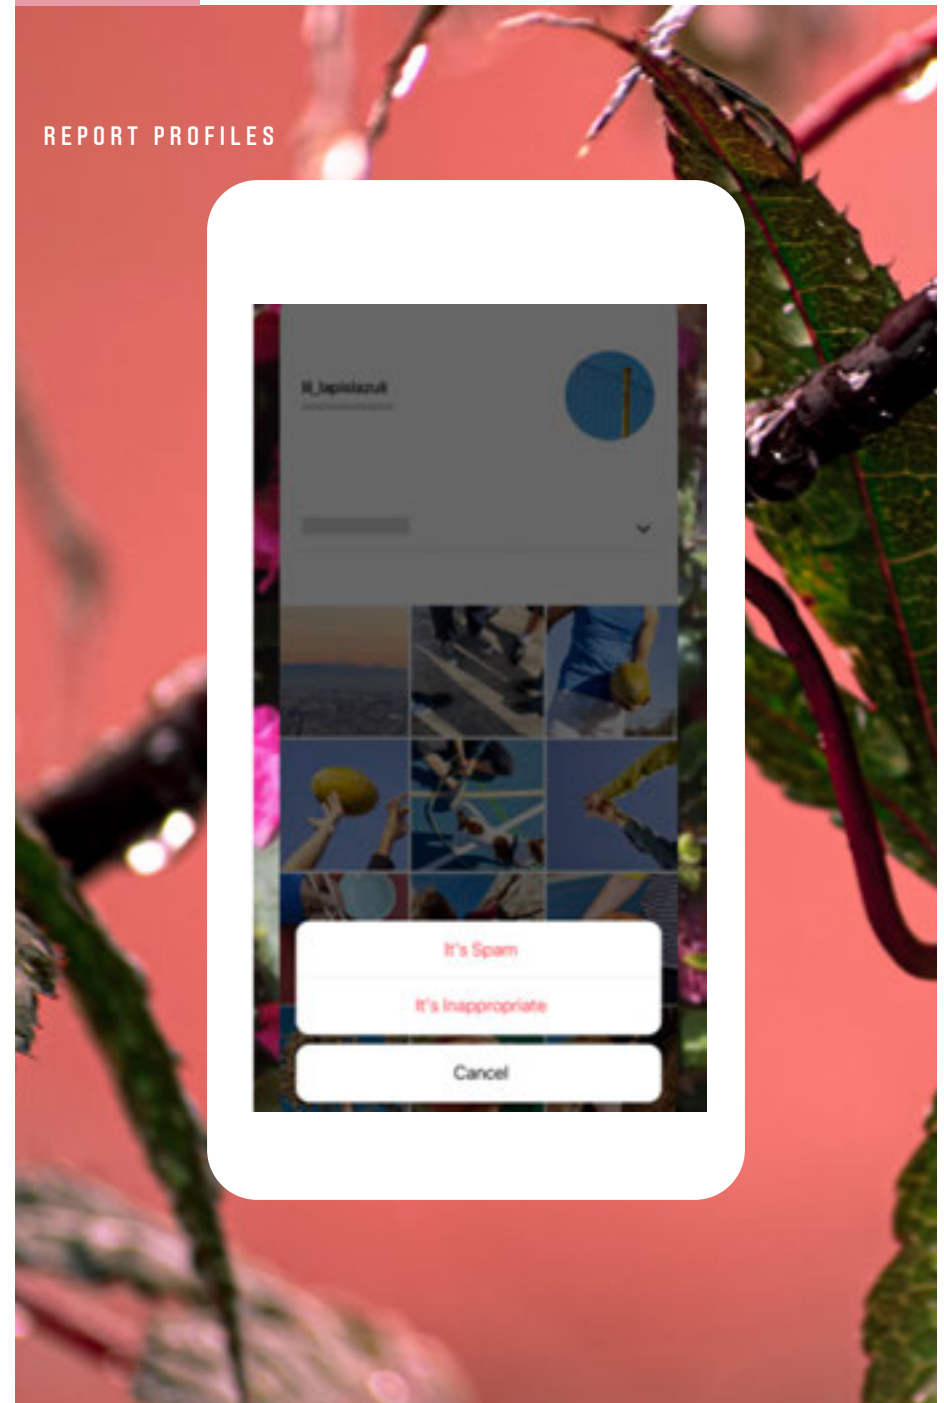 REPORT PROFILES
lil_lapislazuli
It's Spam
It's Inappropriate
Cancel